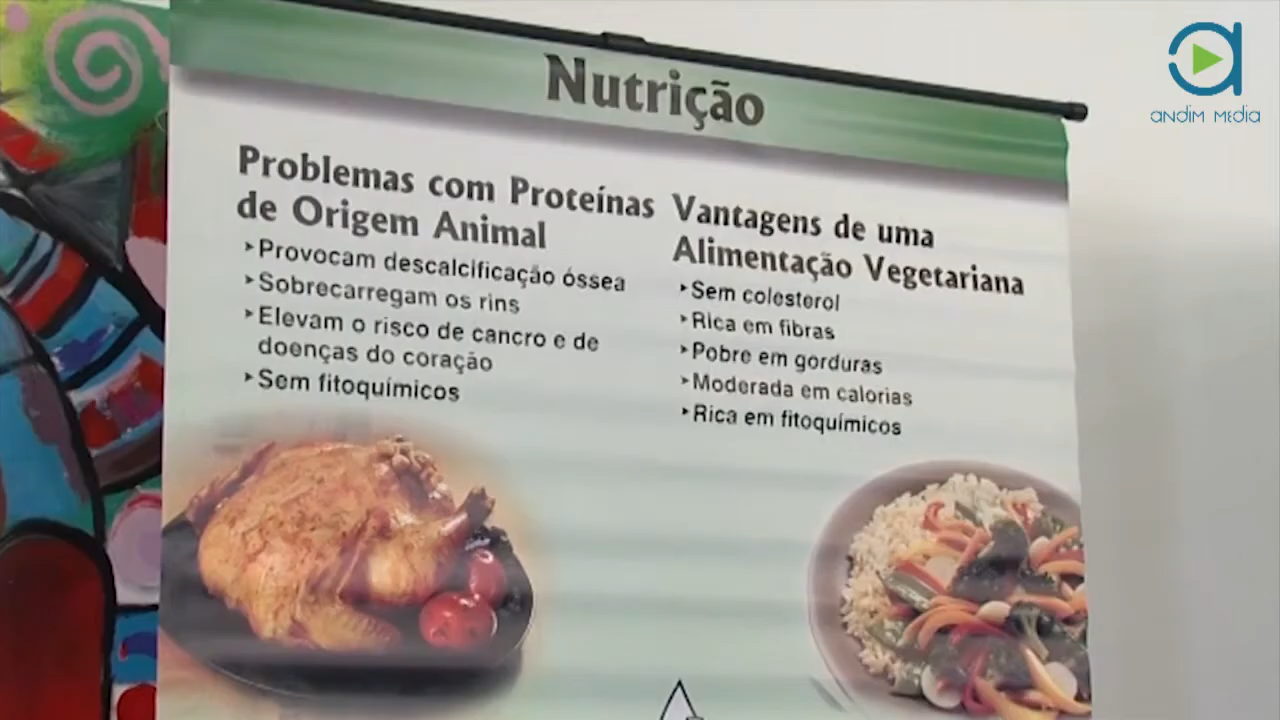 Nutrição
Problemas com Proteínas
de Origem Animal
‣Provocam descalcificação óssea
‣Sobrecarregam os rins
‣Elevam o risco de cancro e de
doenças do coração
‣Sem fitoquímicos
Vantagens de uma
Alimentação Vegetariana
‣Sem colesterol
‣Rica em fibras
‣Pobre em gorduras
‣Moderada em calorias
‣Rica em fitoquímicos
andim media